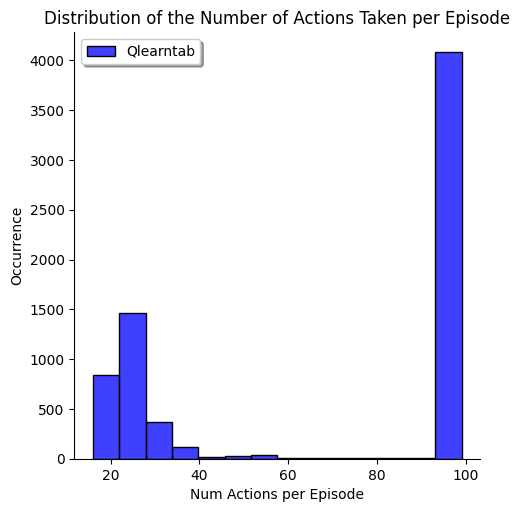 Distribution of the Number of Actions Taken per Episode
Qlearntab
4000
3500
3000
2500
2000
1500
1000
500
0
Occurrence
20 40 60 80 100
Num Actions per Episode